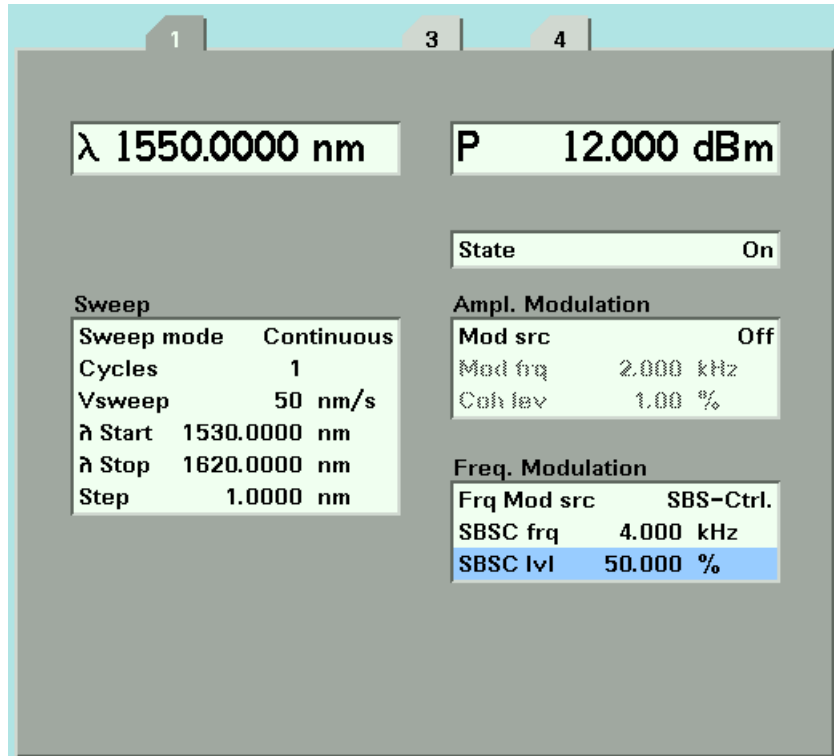 1 3 4
λ 1550.0000 nm
P 12.000 dBm
State On
Sweep
Sweep mode Continuous
Cycles 1
Vsweep 50 nm/s
λ Start 1530.0000 nm
λ Stop 1620.0000 nm
Step 1.0000 nm
Ampl. Modulation
Mod src Off
Mod frq 2.000 kHz
Coh lev 1.00 %
Freq. Modulation
Frq Mod src SBS-Ctrl.
SBSC frq 4.000 kHz
SBSC lvl 50.000 %